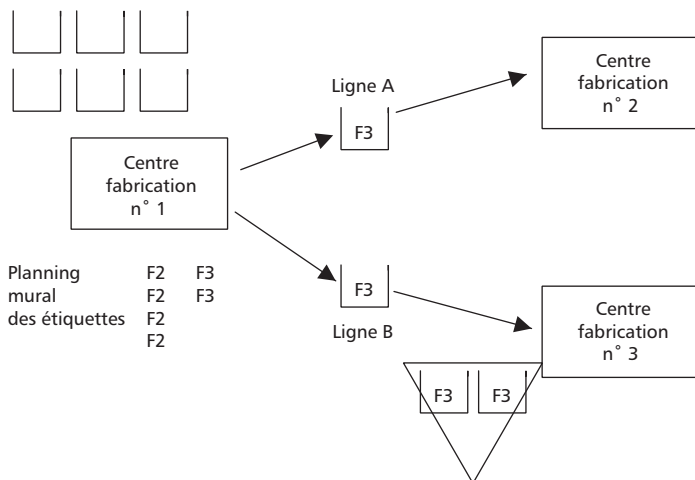 Ligne A
F3
Centre
fabrication
n° 2
Centre
fabrication
n° 1
Planning F2 F3
mural F2 F3
des étiquettes F2
F2
F3
Ligne B
Centre
fabrication
n° 3
F3 F3